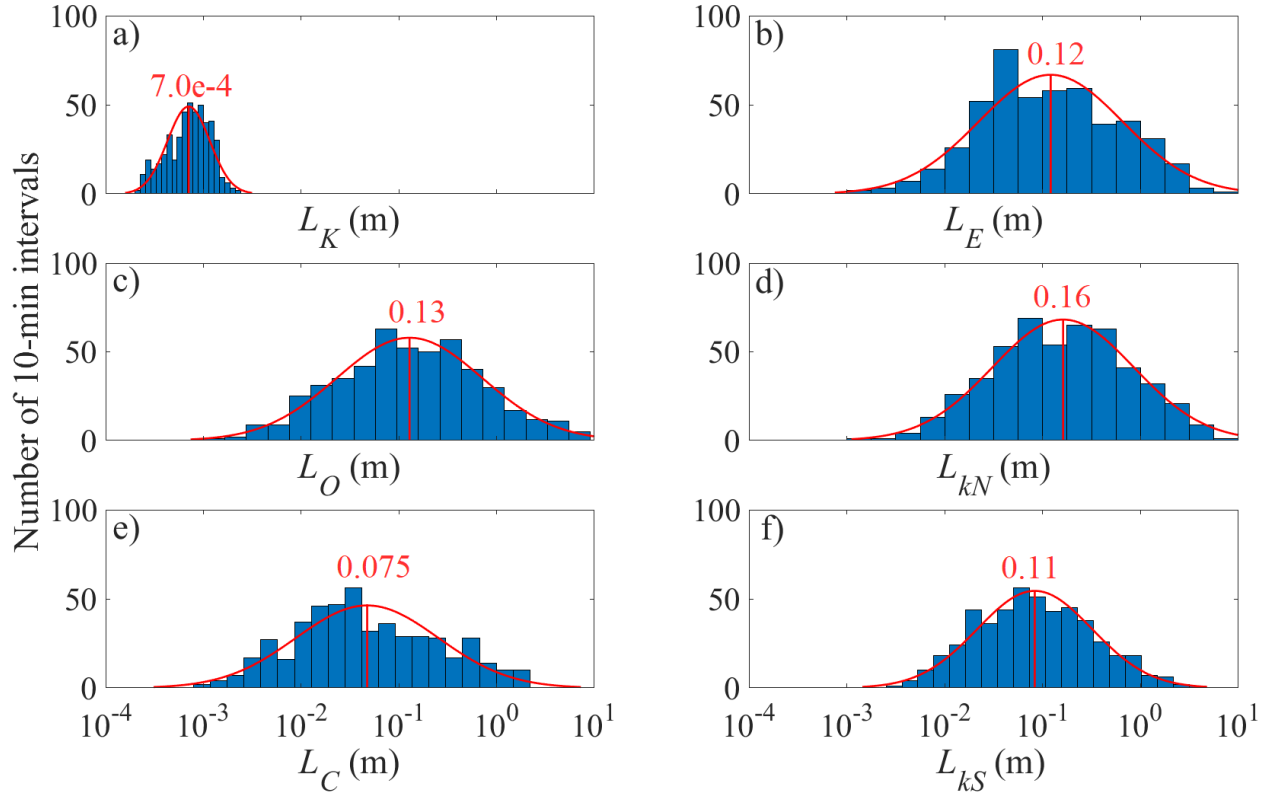 Number of 10-min intervals
a)
7.0e-4
100
50
0
L_K (m)
b)
0.12
100
50
0
L_E (m)
c)
0.13
100
50
0
L_O (m)
d)
0.16
100
50
0
L_kN (m)
e)
0.075
100
50
0
10^-4 10^-3 10^-2 10^-1 10^0 10^1
L_C (m)
f)
0.11
100
50
0
10^-4 10^-3 10^-2 10^-1 10^0 10^1
L_kS (m)